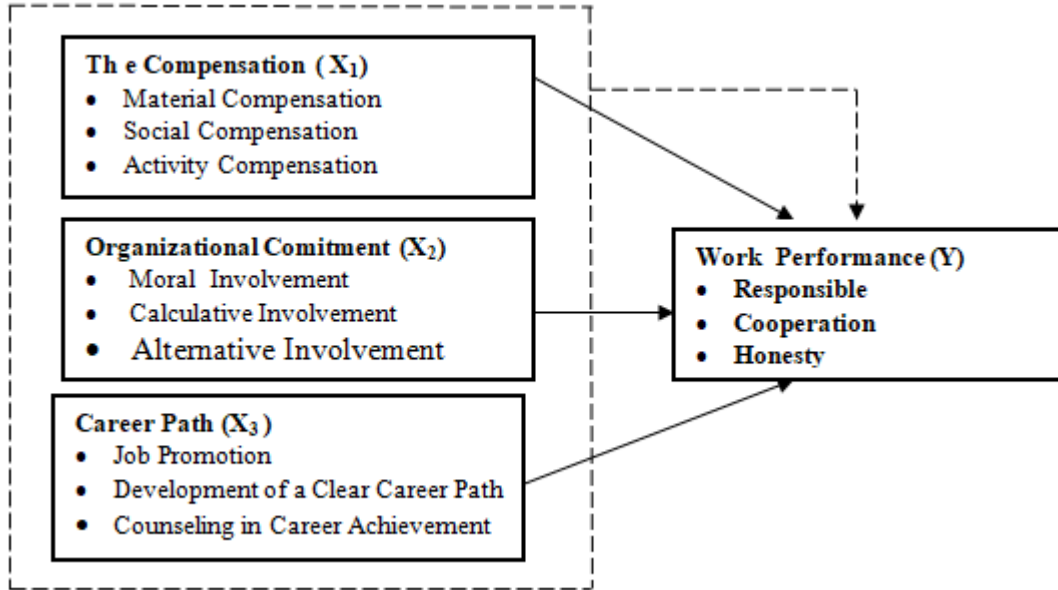 Th e Compensation ( X₁)
• Material Compensation
• Social Compensation
• Activity Compensation
Organizational Comitment (X₂)
• Moral Involvement
• Calculative Involvement
• Alternative Involvement
Career Path (X₃ )
• Job Promotion
• Development of a Clear Career Path
• Counseling in Career Achievement
Work Performance (Y)
• Responsible
• Cooperation
• Honesty